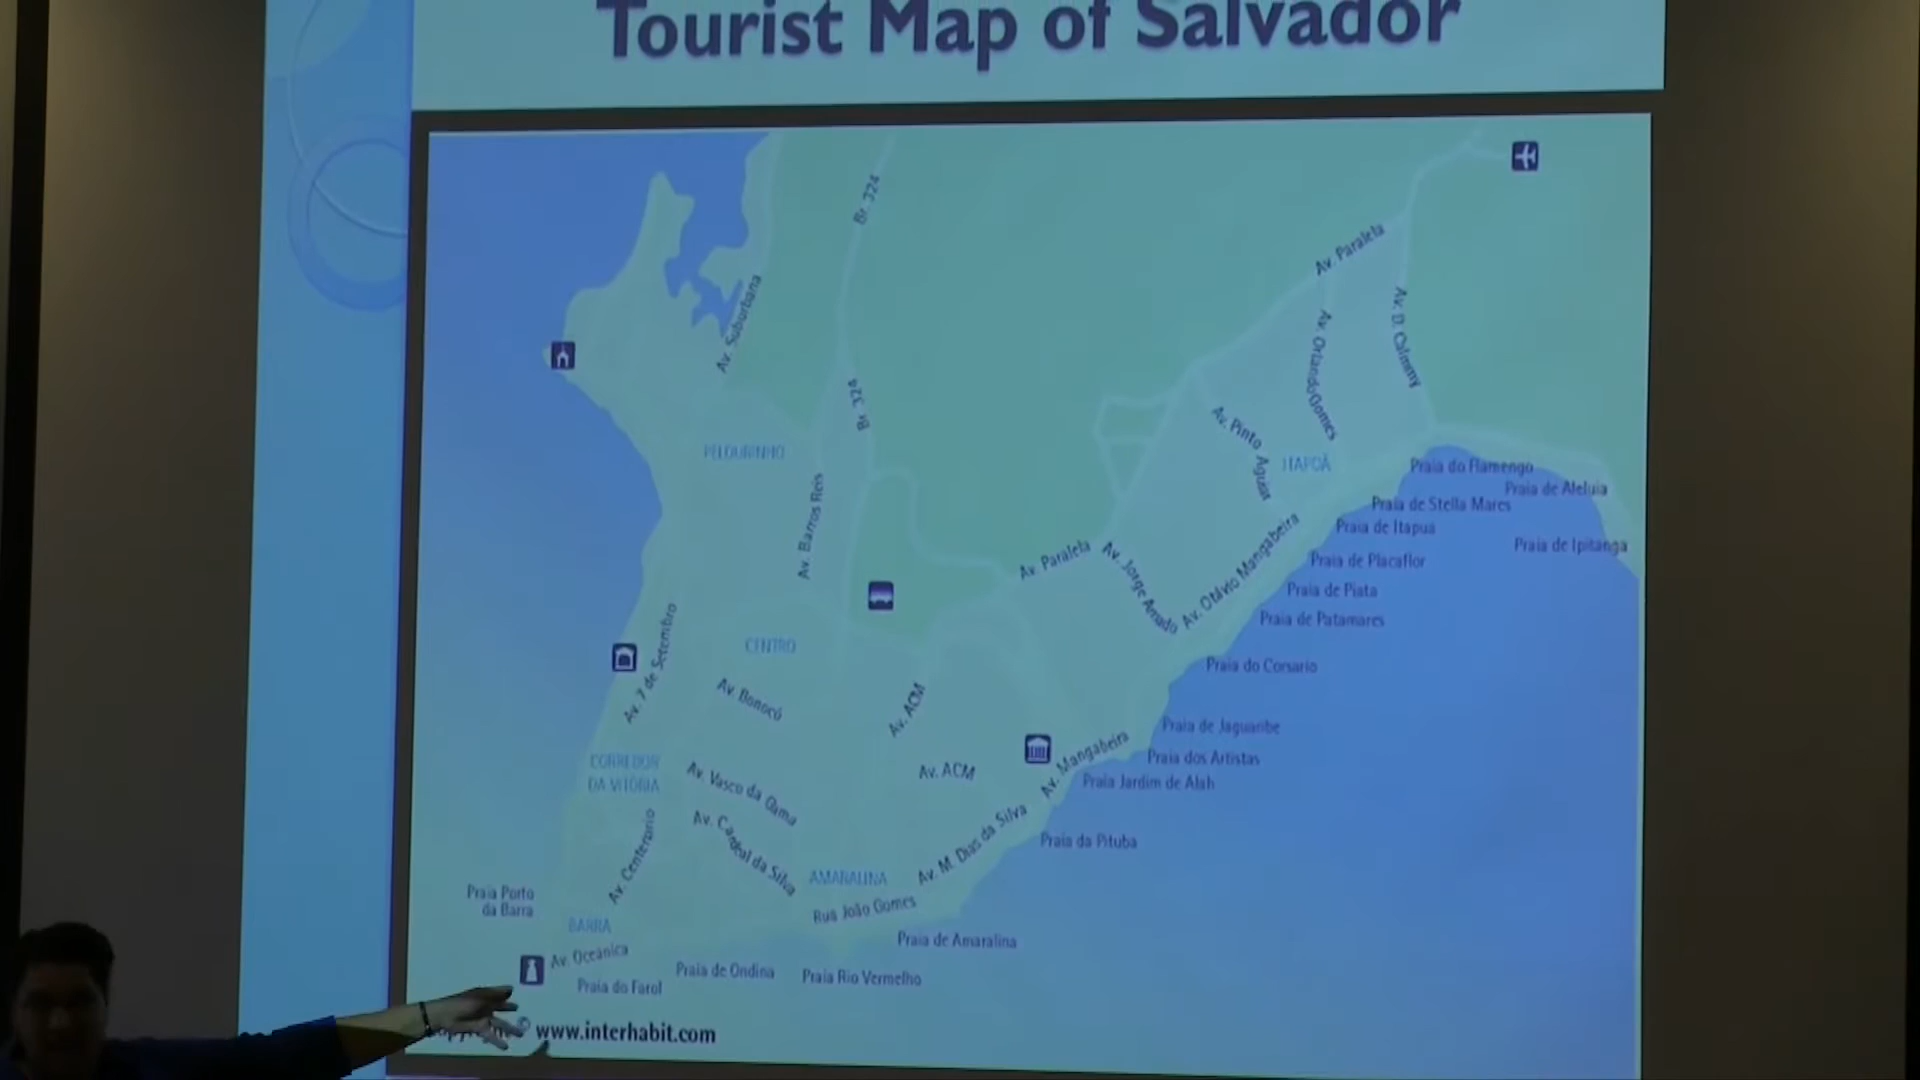 Tourist Map of Salvador
Br. 324
Av. Paralela
Av. Suburbana
Av. Orlando Gomes
Av. D. Caimmy
Br. 324
Av. Pinto Aguiar
PELOURINHO
ITAPOÃ
Praia do Flamengo
Praia de Aleluia
Praia de Stella Mares
Praia de Itapua
Praia de Ipitanga
Av. Barros Reis
Av. Paralela
Av. Jorge Amado
Av. Otávio Mangabeira
Praia de Placaflor
Praia de Piata
Praia de Patamares
Av. 7 de Setembro
CENTRO
Praia do Corsario
Av. Bonocô
Av. ACM
Praia de Jaguaribe
Av. Mangabeira
Praia dos Artistas
CORREDOR
DA VITÓRIA
Av. ACM
Praia Jardim de Alah
Av. Vasco da Gama
Av. Cardeal da Silva
Av. M. Dias da Silva
Praia da Pituba
Av. Centenario
AMARALINA
Praia Porto
da Barra
Rua João Gomes
BARRA
Praia de Amaralina
Av. Oceânica
Praia de Ondina
Praia Rio Vermelho
Praia do Farol
© www.interhabit.com